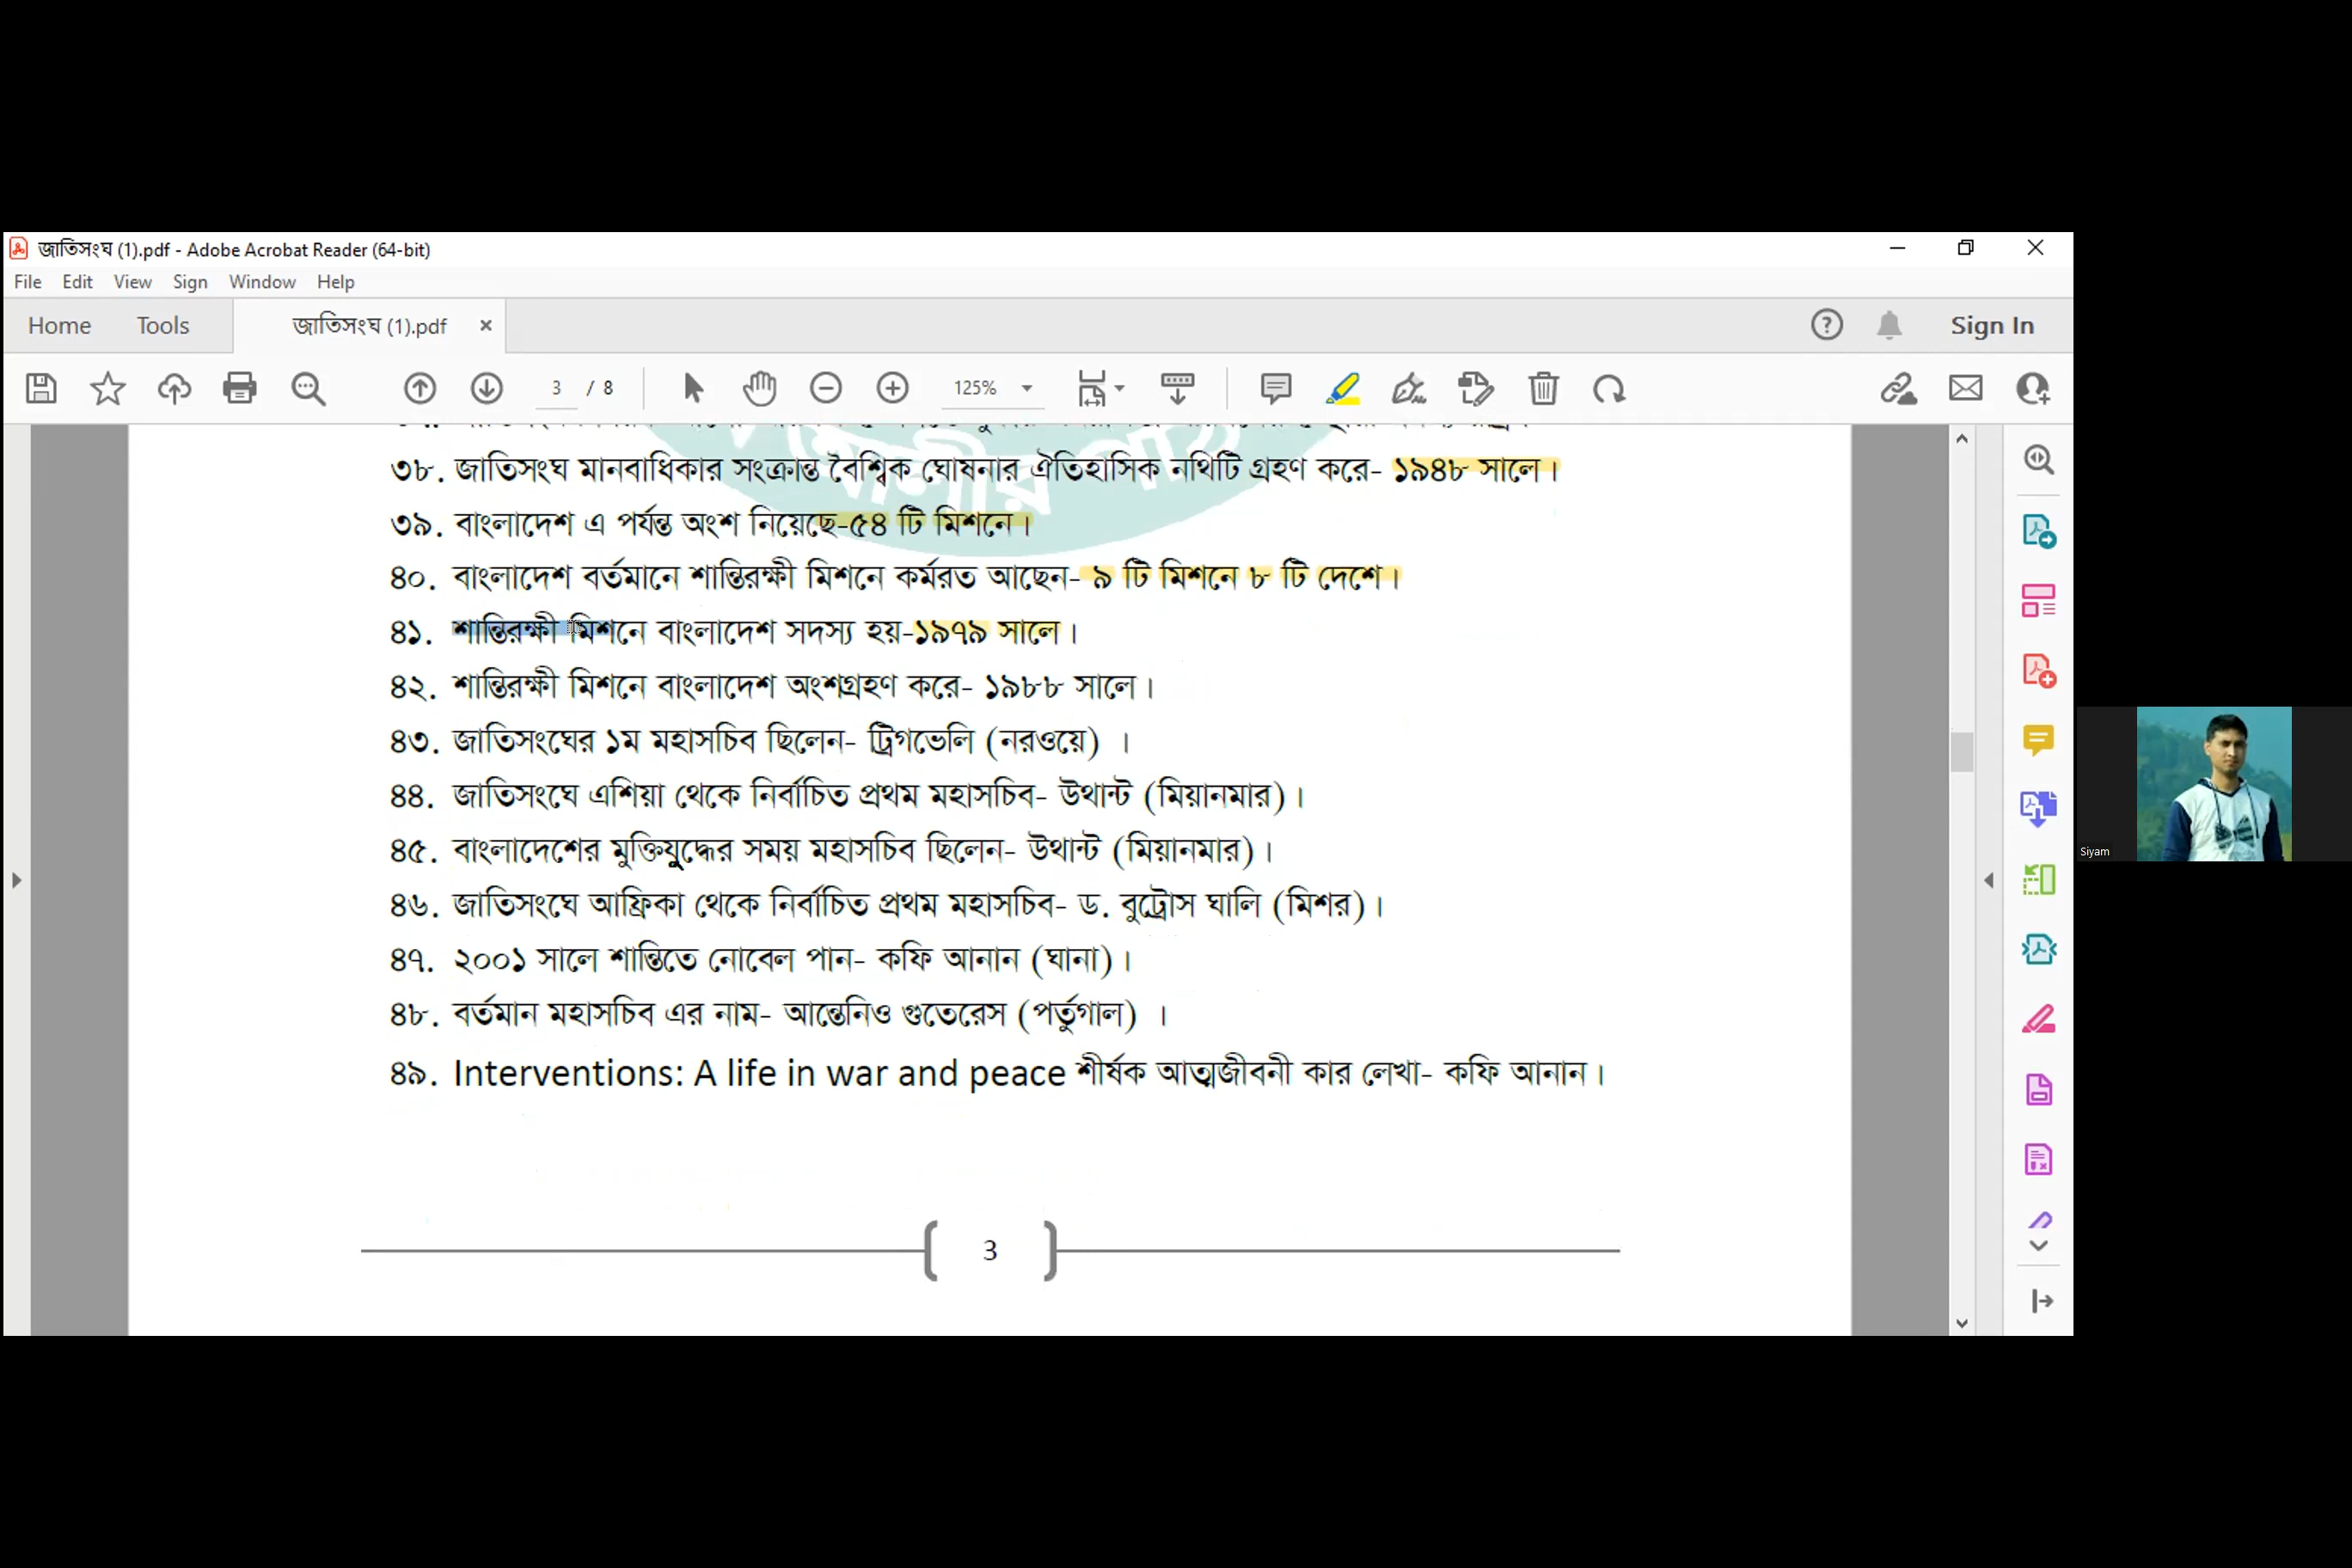 জাতিসংঘ (1).pdf - Adobe Acrobat Reader (64-bit)
File Edit View Sign Window Help
Home Tools জাতিসংঘ (1).pdf × Sign In
3 / 8 125%
৩৮. জাতিসংঘ মানবাধিকার সংক্রান্ত বৈশ্বিক ঘোষনার ঐতিহাসিক নথিটি গ্রহণ করে- ১৯৪৮ সালে।
৩৯. বাংলাদেশ এ পর্যন্ত অংশ নিয়েছে-৫৪ টি মিশনে।
৪০. বাংলাদেশ বর্তমানে শান্তিরক্ষী মিশনে কর্মরত আছেন- ৯ টি মিশনে ৮ টি দেশে।
৪১. শান্তিরক্ষী মিশনে বাংলাদেশ সদস্য হয়-১৯৭৯ সালে।
৪২. শান্তিরক্ষী মিশনে বাংলাদেশ অংশগ্রহণ করে- ১৯৮৮ সালে।
৪৩. জাতিসংঘের ১ম মহাসচিব ছিলেন- ট্রিগভেলি (নরওয়ে) ।
৪৪. জাতিসংঘে এশিয়া থেকে নির্বাচিত প্রথম মহাসচিব- উথান্ট (মিয়ানমার)।
৪৫. বাংলাদেশের মুক্তিযুদ্ধের সময় মহাসচিব ছিলেন- উথান্ট (মিয়ানমার)।
৪৬. জাতিসংঘে আফ্রিকা থেকে নির্বাচিত প্রথম মহাসচিব- ড. বুট্রোস ঘালি (মিশর)।
৪৭. ২০০১ সালে শান্তিতে নোবেল পান- কফি আনান (ঘানা)।
৪৮. বর্তমান মহাসচিব এর নাম- আন্তেনিও গুতেরেস (পর্তুগাল) ।
৪৯. Interventions: A life in war and peace শীর্ষক আত্মজীবনী কার লেখা- কফি আনান।
3
Siyam